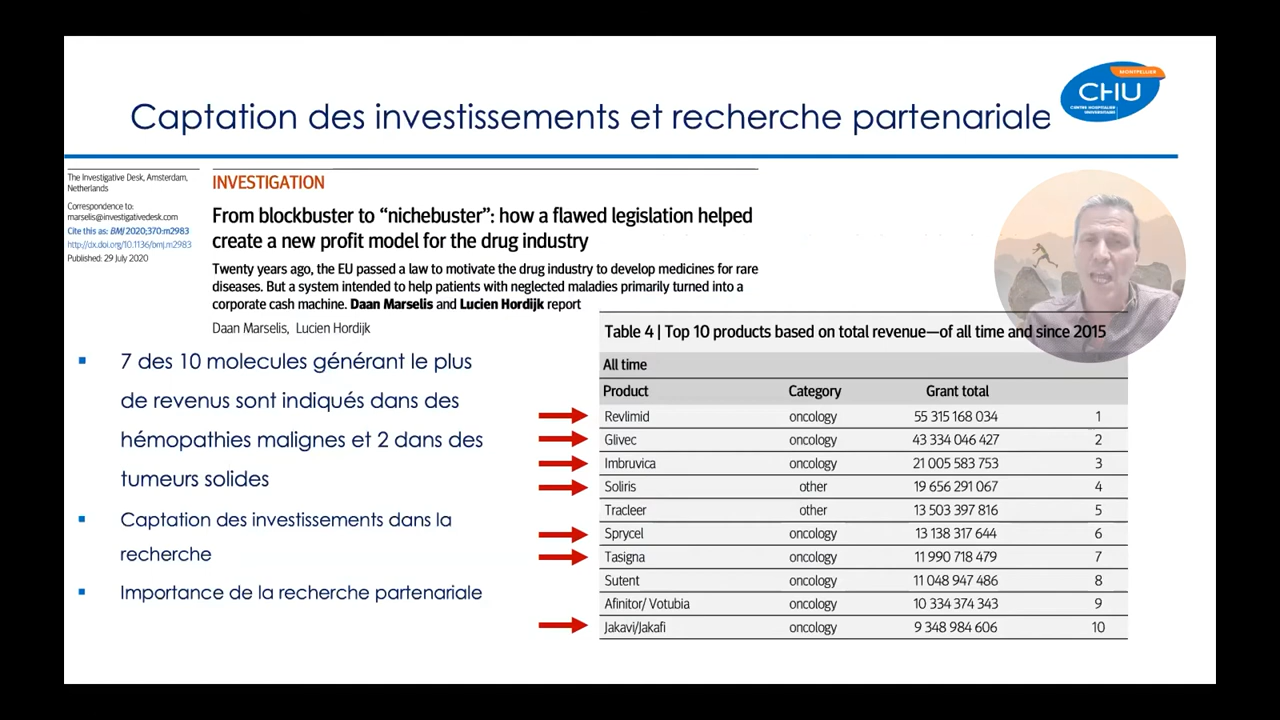 Captation des investissements et recherche partenariale
MONTPELLIER
CHU
CENTRE HOSPITALIER
UNIVERSITAIRE
The Investigative Desk, Amsterdam,
Netherlands
Correspondence to:
marselis@investigativedesk.com
Cite this as: BMJ 2020;370:m2983
http://dx.doi.org/10.1136/bmj.m2983
Published: 29 July 2020
INVESTIGATION
From blockbuster to “nichebuster”: how a flawed legislation helped
create a new profit model for the drug industry
Twenty years ago, the EU passed a law to motivate the drug industry to develop medicines for rare
diseases. But a system intended to help patients with neglected maladies primarily turned into a
corporate cash machine. Daan Marselis and Lucien Hordijk report
Daan Marselis, Lucien Hordijk
▪ 7 des 10 molecules générant le plus
de revenus sont indiqués dans des
hémopathies malignes et 2 dans des
tumeurs solides
▪ Captation des investissements dans la
recherche
▪ Importance de la recherche partenariale
Table 4 | Top 10 products based on total revenue—of all time and since 2015
All time
Product Category Grant total
Revlimid oncology 55 315 168 034 1
Glivec oncology 43 334 046 427 2
Imbruvica oncology 21 005 583 753 3
Soliris other 19 656 291 067 4
Tracleer other 13 503 397 816 5
Sprycel oncology 13 138 317 644 6
Tasigna oncology 11 990 718 479 7
Sutent oncology 11 048 947 486 8
Afinitor/ Votubia oncology 10 334 374 343 9
Jakavi/Jakafi oncology 9 348 984 606 10